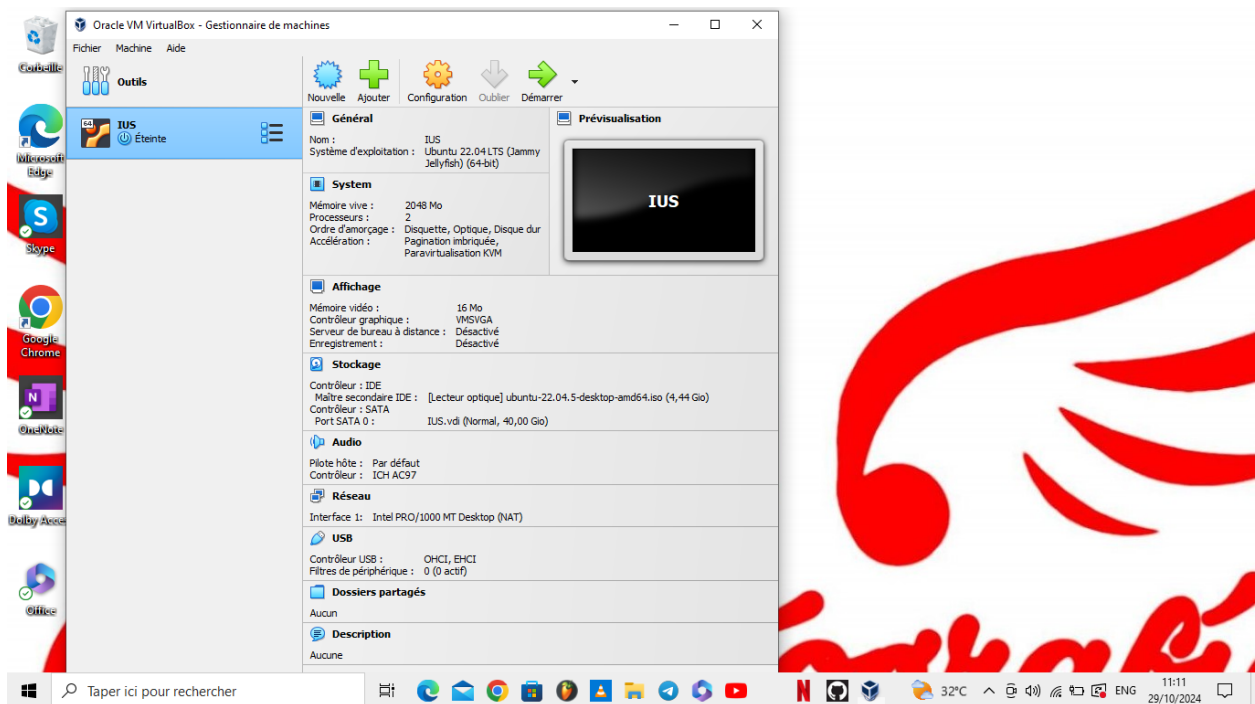 Oracle VM VirtualBox - Gestionnaire de machines
Fichier Machine Aide
Outils
Nouvelle Ajouter Configuration Oublier Démarrer
64
IUS
Éteinte
Général
Nom : IUS
Système d'exploitation : Ubuntu 22.04 LTS (Jammy
Jellyfish) (64-bit)
System
Mémoire vive : 2048 Mo
Processeurs : 2
Ordre d'amorçage : Disquette, Optique, Disque dur
Accélération : Pagination imbriquée,
Paravirtualisation KVM
Prévisualisation
IUS
Affichage
Mémoire vidéo : 16 Mo
Contrôleur graphique : VMSVGA
Serveur de bureau à distance : Désactivé
Enregistrement : Désactivé
Stockage
Contrôleur : IDE
Maître secondaire IDE : [Lecteur optique] ubuntu-22.04.5-desktop-amd64.iso (4,44 Gio)
Contrôleur : SATA
Port SATA 0 : IUS.vdi (Normal, 40,00 Gio)
Audio
Pilote hôte : Par défaut
Contrôleur : ICH AC97
Réseau
Interface 1: Intel PRO/1000 MT Desktop (NAT)
USB
Contrôleur USB : OHCI, EHCI
Filtres de périphérique : 0 (0 actif)
Dossiers partagés
Aucun
Description
Aucune
Corbeille
Microsoft
Edge
Skype
Google
Chrome
OneNote
Dolby Acce
Office
Taper ici pour rechercher
32°C
ENG
11:11
29/10/2024